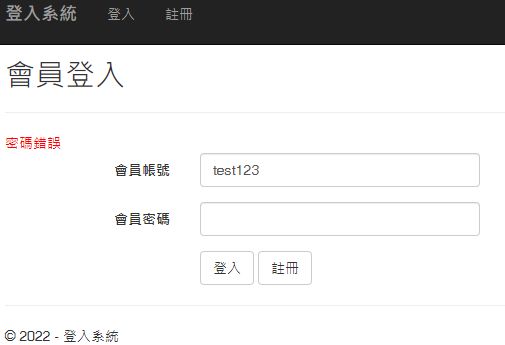 登入系統 登入 註冊
會員登入
密碼錯誤
會員帳號 test123
會員密碼
登入 註冊
© 2022 - 登入系統